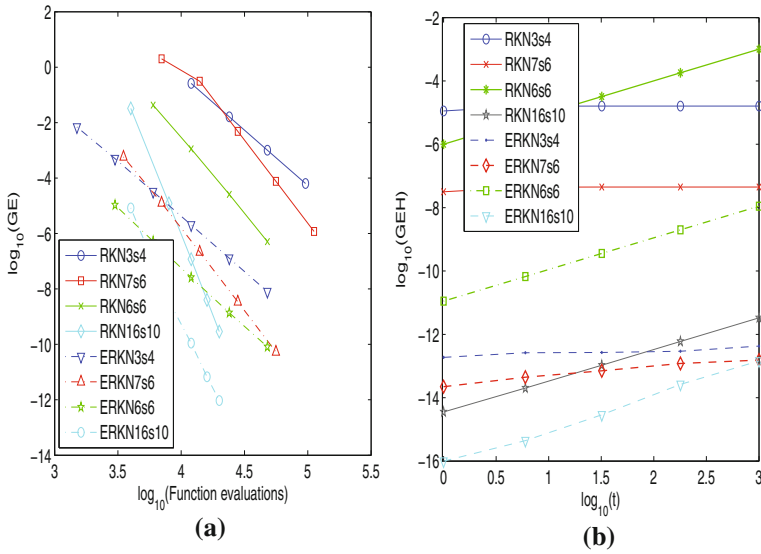 2
0
−2
−4
−6
−8
−10
−12
−14
3
3.5
4
4.5
5
5.5
log10(GE)
log10(Function evaluations)
RKN3s4
RKN7s6
RKN6s6
RKN16s10
ERKN3s4
ERKN7s6
ERKN6s6
ERKN16s10
(a)
−2
−4
−6
−8
−10
−12
−14
−16
0
0.5
1
1.5
2
2.5
3
log10(GEH)
log10(t)
RKN3s4
RKN7s6
RKN6s6
RKN16s10
ERKN3s4
ERKN7s6
ERKN6s6
ERKN16s10
(b)